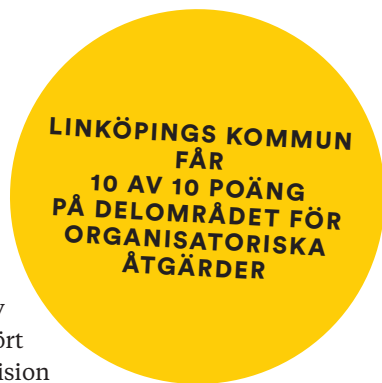 LINKÖPINGS KOMMUN
FÅR
10 AV 10 POÄNG
PÅ DELOMRÅDET FÖR
ORGANISATORISKA
ÅTGÄRDER